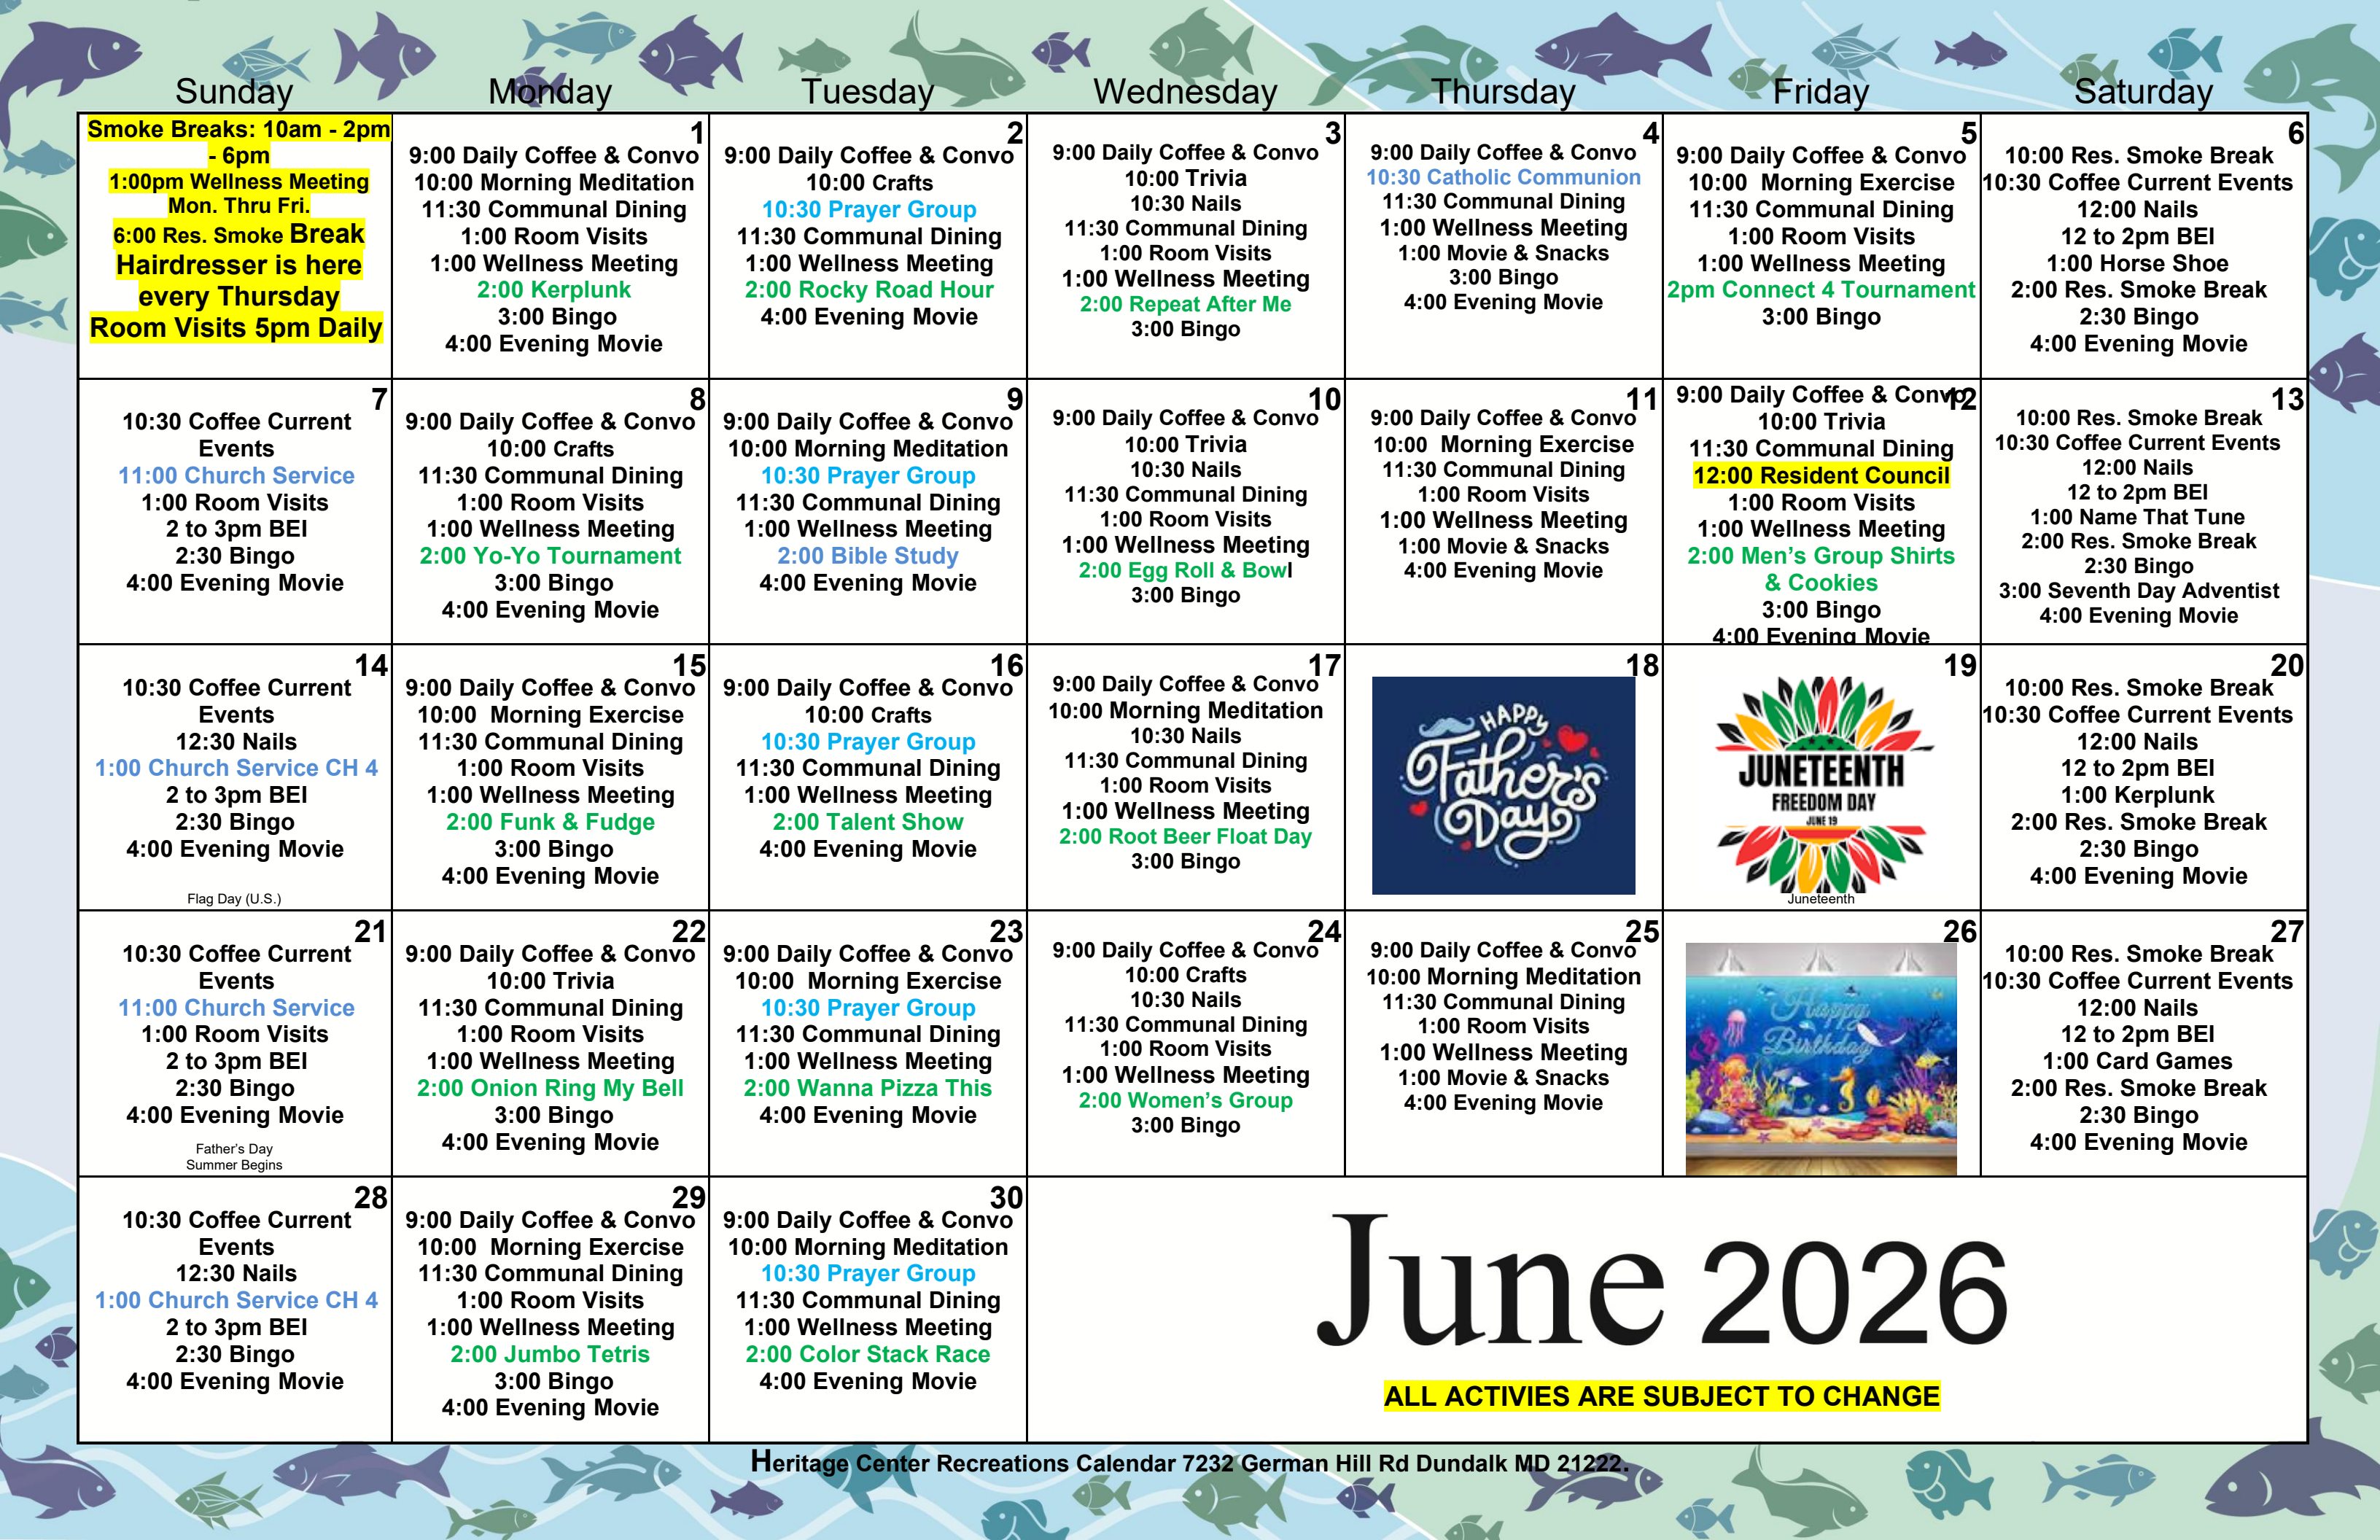 Sunday Monday Tuesday Wednesday Thursday Friday Saturday
Smoke Breaks: 10am - 2pm
- 6pm
1:00pm Wellness Meeting
Mon. Thru Fri.
6:00 Res. Smoke Break
Hairdresser is here
every Thursday
Room Visits 5pm Daily
1
9:00 Daily Coffee & Convo
10:00 Morning Meditation
11:30 Communal Dining
1:00 Room Visits
1:00 Wellness Meeting
2:00 Kerplunk
3:00 Bingo
4:00 Evening Movie
2
9:00 Daily Coffee & Convo
10:00 Crafts
10:30 Prayer Group
11:30 Communal Dining
1:00 Wellness Meeting
2:00 Rocky Road Hour
4:00 Evening Movie
3
9:00 Daily Coffee & Convo
10:00 Trivia
10:30 Nails
11:30 Communal Dining
1:00 Room Visits
1:00 Wellness Meeting
2:00 Repeat After Me
3:00 Bingo
4
9:00 Daily Coffee & Convo
10:30 Catholic Communion
11:30 Communal Dining
1:00 Wellness Meeting
1:00 Movie & Snacks
3:00 Bingo
4:00 Evening Movie
5
9:00 Daily Coffee & Convo
10:00 Morning Exercise
11:30 Communal Dining
1:00 Room Visits
1:00 Wellness Meeting
2pm Connect 4 Tournament
3:00 Bingo
6
10:00 Res. Smoke Break
10:30 Coffee Current Events
12:00 Nails
12 to 2pm BEI
1:00 Horse Shoe
2:00 Res. Smoke Break
2:30 Bingo
4:00 Evening Movie
7
10:30 Coffee Current
Events
11:00 Church Service
1:00 Room Visits
2 to 3pm BEI
2:30 Bingo
4:00 Evening Movie
8
9:00 Daily Coffee & Convo
10:00 Crafts
11:30 Communal Dining
1:00 Room Visits
1:00 Wellness Meeting
2:00 Yo-Yo Tournament
3:00 Bingo
4:00 Evening Movie
9
9:00 Daily Coffee & Convo
10:00 Morning Meditation
10:30 Prayer Group
11:30 Communal Dining
1:00 Wellness Meeting
2:00 Bible Study
4:00 Evening Movie
10
9:00 Daily Coffee & Convo
10:00 Trivia
10:30 Nails
11:30 Communal Dining
1:00 Room Visits
1:00 Wellness Meeting
2:00 Egg Roll & Bowl
3:00 Bingo
11
9:00 Daily Coffee & Convo
10:00 Morning Exercise
11:30 Communal Dining
1:00 Room Visits
1:00 Wellness Meeting
1:00 Movie & Snacks
4:00 Evening Movie
12
9:00 Daily Coffee & Convo
10:00 Trivia
11:30 Communal Dining
12:00 Resident Council
1:00 Room Visits
1:00 Wellness Meeting
2:00 Men's Group Shirts
& Cookies
3:00 Bingo
4:00 Evening Movie
13
10:00 Res. Smoke Break
10:30 Coffee Current Events
12:00 Nails
12 to 2pm BEI
1:00 Name That Tune
2:00 Res. Smoke Break
2:30 Bingo
3:00 Seventh Day Adventist
4:00 Evening Movie
14
10:30 Coffee Current
Events
12:30 Nails
1:00 Church Service CH 4
2 to 3pm BEI
2:30 Bingo
4:00 Evening Movie
Flag Day (U.S.)
15
9:00 Daily Coffee & Convo
10:00 Morning Exercise
11:30 Communal Dining
1:00 Room Visits
1:00 Wellness Meeting
2:00 Funk & Fudge
3:00 Bingo
4:00 Evening Movie
16
9:00 Daily Coffee & Convo
10:00 Crafts
10:30 Prayer Group
11:30 Communal Dining
1:00 Wellness Meeting
2:00 Talent Show
4:00 Evening Movie
17
9:00 Daily Coffee & Convo
10:00 Morning Meditation
10:30 Nails
11:30 Communal Dining
1:00 Room Visits
1:00 Wellness Meeting
2:00 Root Beer Float Day
3:00 Bingo
18
HAPPY
Father's
Day
19
JUNETEENTH
FREEDOM DAY
JUNE 19
Juneteenth
20
10:00 Res. Smoke Break
10:30 Coffee Current Events
12:00 Nails
12 to 2pm BEI
1:00 Kerplunk
2:00 Res. Smoke Break
2:30 Bingo
4:00 Evening Movie
21
10:30 Coffee Current
Events
11:00 Church Service
1:00 Room Visits
2 to 3pm BEI
2:30 Bingo
4:00 Evening Movie
Father's Day
Summer Begins
22
9:00 Daily Coffee & Convo
10:00 Trivia
11:30 Communal Dining
1:00 Room Visits
1:00 Wellness Meeting
2:00 Onion Ring My Bell
3:00 Bingo
4:00 Evening Movie
23
9:00 Daily Coffee & Convo
10:00 Morning Exercise
10:30 Prayer Group
11:30 Communal Dining
1:00 Wellness Meeting
2:00 Wanna Pizza This
4:00 Evening Movie
24
9:00 Daily Coffee & Convo
10:00 Crafts
10:30 Nails
11:30 Communal Dining
1:00 Room Visits
1:00 Wellness Meeting
2:00 Women's Group
3:00 Bingo
25
9:00 Daily Coffee & Convo
10:00 Morning Meditation
11:30 Communal Dining
1:00 Room Visits
1:00 Wellness Meeting
1:00 Movie & Snacks
4:00 Evening Movie
26
Happy
Birthday
27
10:00 Res. Smoke Break
10:30 Coffee Current Events
12:00 Nails
12 to 2pm BEI
1:00 Card Games
2:00 Res. Smoke Break
2:30 Bingo
4:00 Evening Movie
28
10:30 Coffee Current
Events
12:30 Nails
1:00 Church Service CH 4
2 to 3pm BEI
2:30 Bingo
4:00 Evening Movie
29
9:00 Daily Coffee & Convo
10:00 Morning Exercise
11:30 Communal Dining
1:00 Room Visits
1:00 Wellness Meeting
2:00 Jumbo Tetris
3:00 Bingo
4:00 Evening Movie
30
9:00 Daily Coffee & Convo
10:00 Morning Meditation
10:30 Prayer Group
11:30 Communal Dining
1:00 Wellness Meeting
2:00 Color Stack Race
4:00 Evening Movie
June 2026
ALL ACTIVIES ARE SUBJECT TO CHANGE
Heritage Center Recreations Calendar 7232 German Hill Rd Dundalk MD 21222.